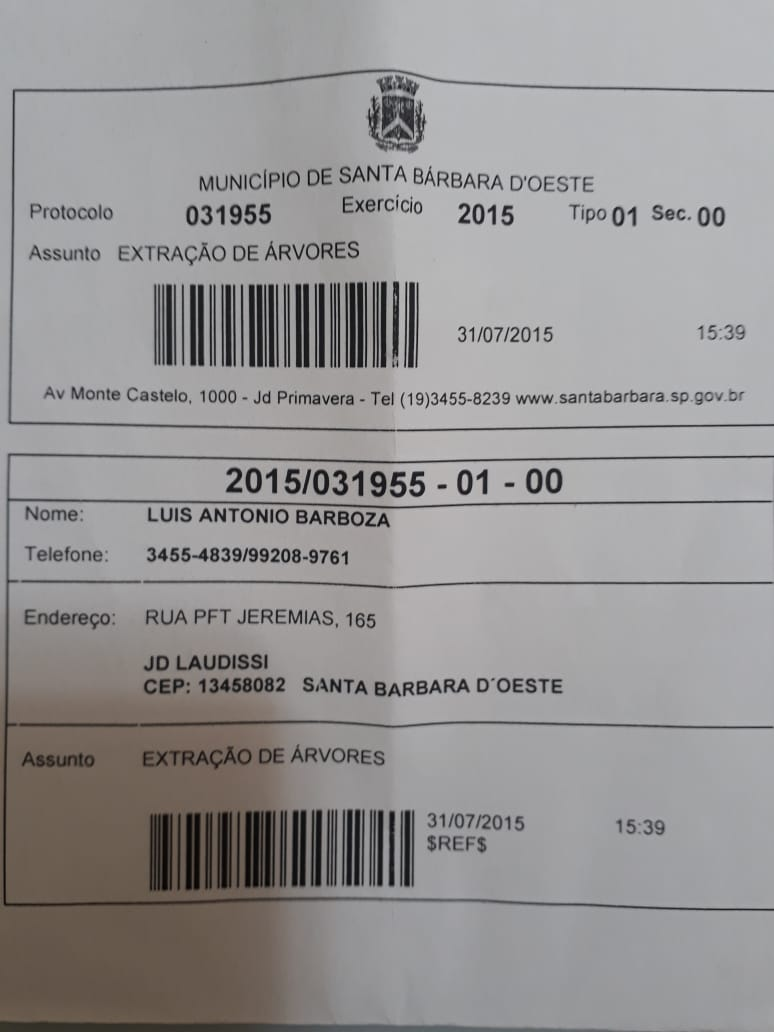 MUNICÍPIO DE SANTA BÁRBARA D'OESTE
Protocolo 031955 Exercício 2015 Tipo 01 Sec. 00
Assunto EXTRAÇÃO DE ÁRVORES
31/07/2015 15:39
Av Monte Castelo, 1000 - Jd Primavera - Tel (19)3455-8239 www.santabarbara.sp.gov.br
2015/031955 - 01 - 00
Nome: LUIS ANTONIO BARBOZA
Telefone: 3455-4839/99208-9761
Endereço: RUA PFT JEREMIAS, 165
JD LAUDISSI
CEP: 13458082 SANTA BARBARA D´OESTE
Assunto EXTRAÇÃO DE ÁRVORES
31/07/2015 15:39
$REF$